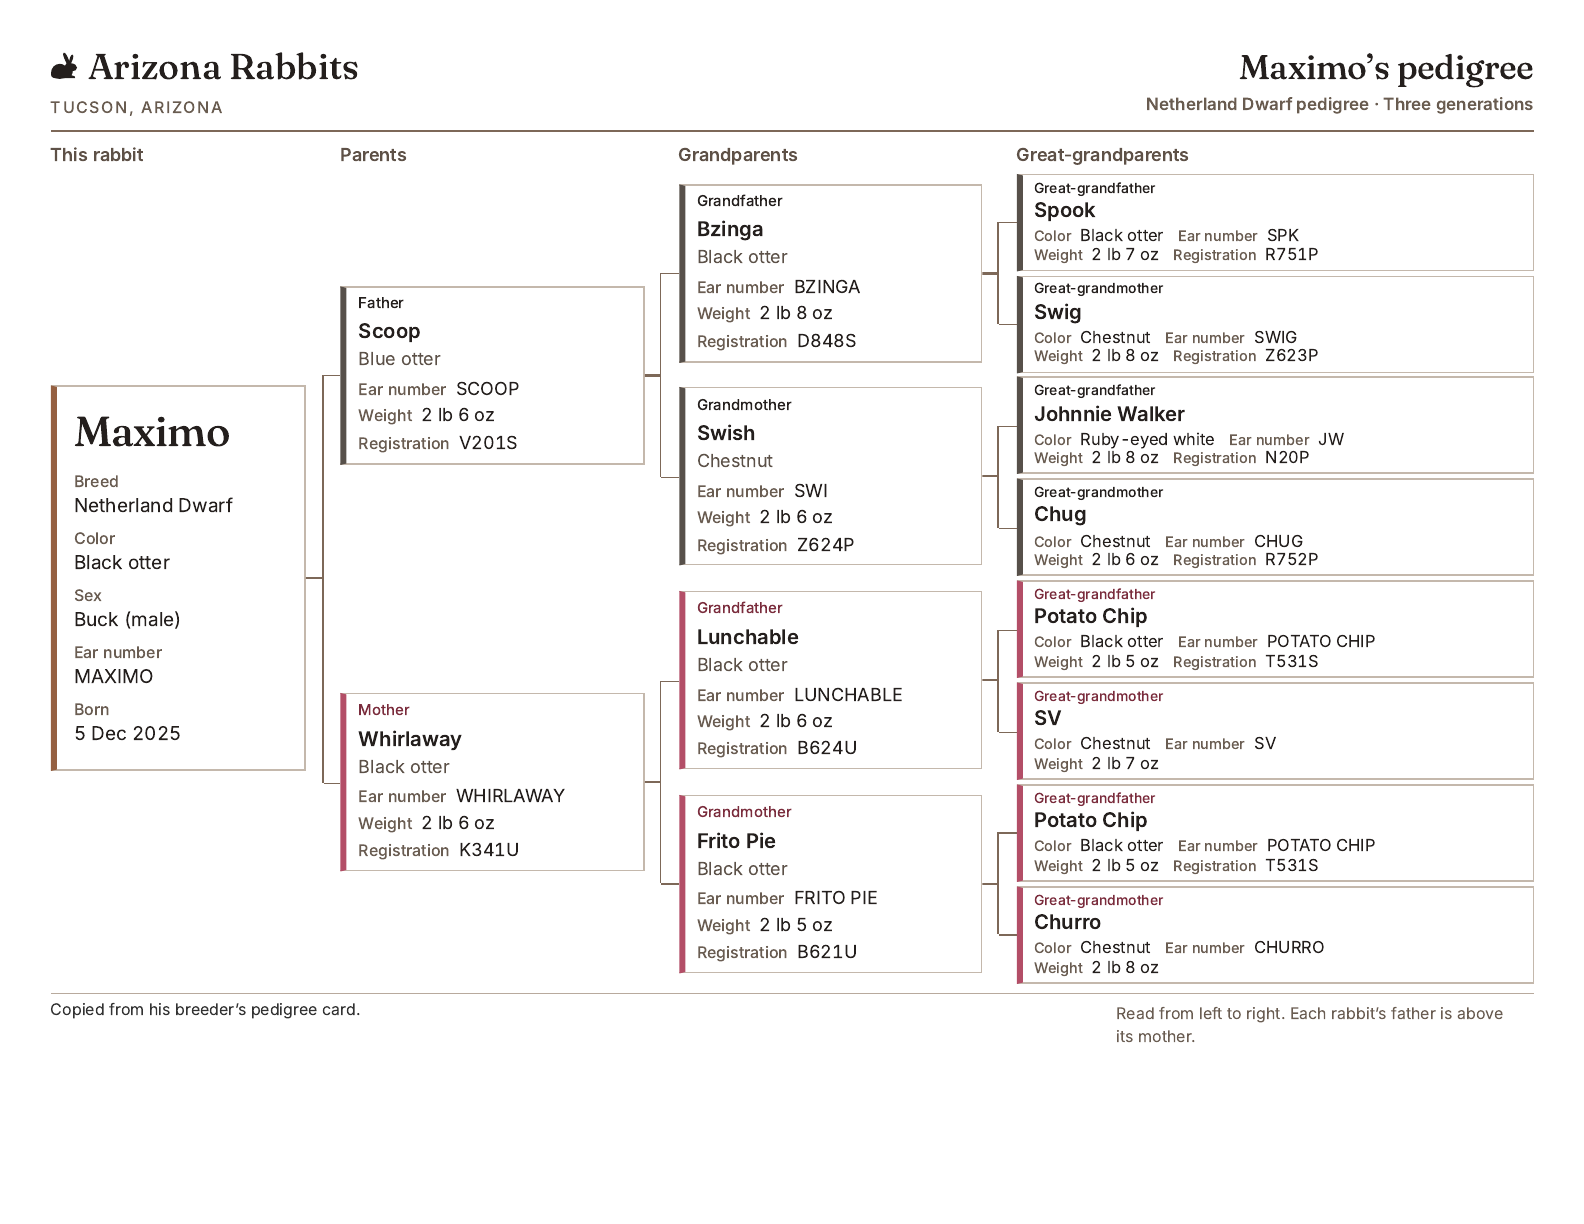 Arizona Rabbits
TUCSON, ARIZONA
Maximo’s pedigree
Netherland Dwarf pedigree · Three generations
This rabbit
Maximo
Breed
Netherland Dwarf
Color
Black otter
Sex
Buck (male)
Ear number
MAXIMO
Born
5 Dec 2025
Parents
Father
Scoop
Blue otter
Ear number SCOOP
Weight 2 lb 6 oz
Registration V201S
Mother
Whirlaway
Black otter
Ear number WHIRLAWAY
Weight 2 lb 6 oz
Registration K341U
Grandparents
Grandfather
Bzinga
Black otter
Ear number BZINGA
Weight 2 lb 8 oz
Registration D848S
Grandmother
Swish
Chestnut
Ear number SWI
Weight 2 lb 6 oz
Registration Z624P
Grandfather
Lunchable
Black otter
Ear number LUNCHABLE
Weight 2 lb 6 oz
Registration B624U
Grandmother
Frito Pie
Black otter
Ear number FRITO PIE
Weight 2 lb 5 oz
Registration B621U
Great-grandparents
Great-grandfather
Spook
Color Black otter Ear number SPK
Weight 2 lb 7 oz Registration R751P
Great-grandmother
Swig
Color Chestnut Ear number SWIG
Weight 2 lb 8 oz Registration Z623P
Great-grandfather
Johnnie Walker
Color Ruby-eyed white Ear number JW
Weight 2 lb 8 oz Registration N20P
Great-grandmother
Chug
Color Chestnut Ear number CHUG
Weight 2 lb 6 oz Registration R752P
Great-grandfather
Potato Chip
Color Black otter Ear number POTATO CHIP
Weight 2 lb 5 oz Registration T531S
Great-grandmother
SV
Color Chestnut Ear number SV
Weight 2 lb 7 oz
Great-grandfather
Potato Chip
Color Black otter Ear number POTATO CHIP
Weight 2 lb 5 oz Registration T531S
Great-grandmother
Churro
Color Chestnut Ear number CHURRO
Weight 2 lb 8 oz
Copied from his breeder’s pedigree card.
Read from left to right. Each rabbit’s father is above
its mother.